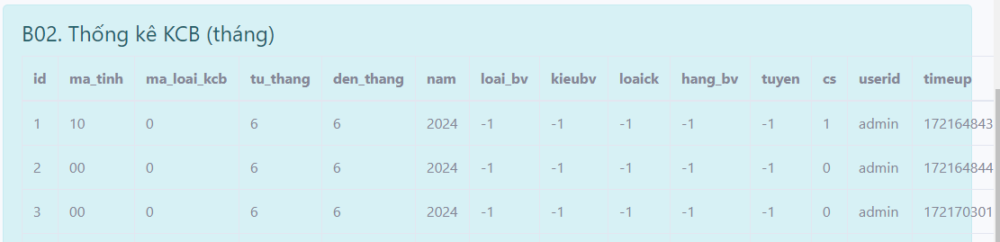 B02. Thống kê KCB (tháng)
id ma_tinh ma_loai_kcb tu_thang den_thang nam loai_bv kieubv loaick hang_bv tuyen cs userid timeup
1 10 0 6 6 2024 -1 -1 -1 -1 -1 1 admin 172164843
2 00 0 6 6 2024 -1 -1 -1 -1 -1 0 admin 172164844
3 00 0 6 6 2024 -1 -1 -1 -1 -1 0 admin 172170301